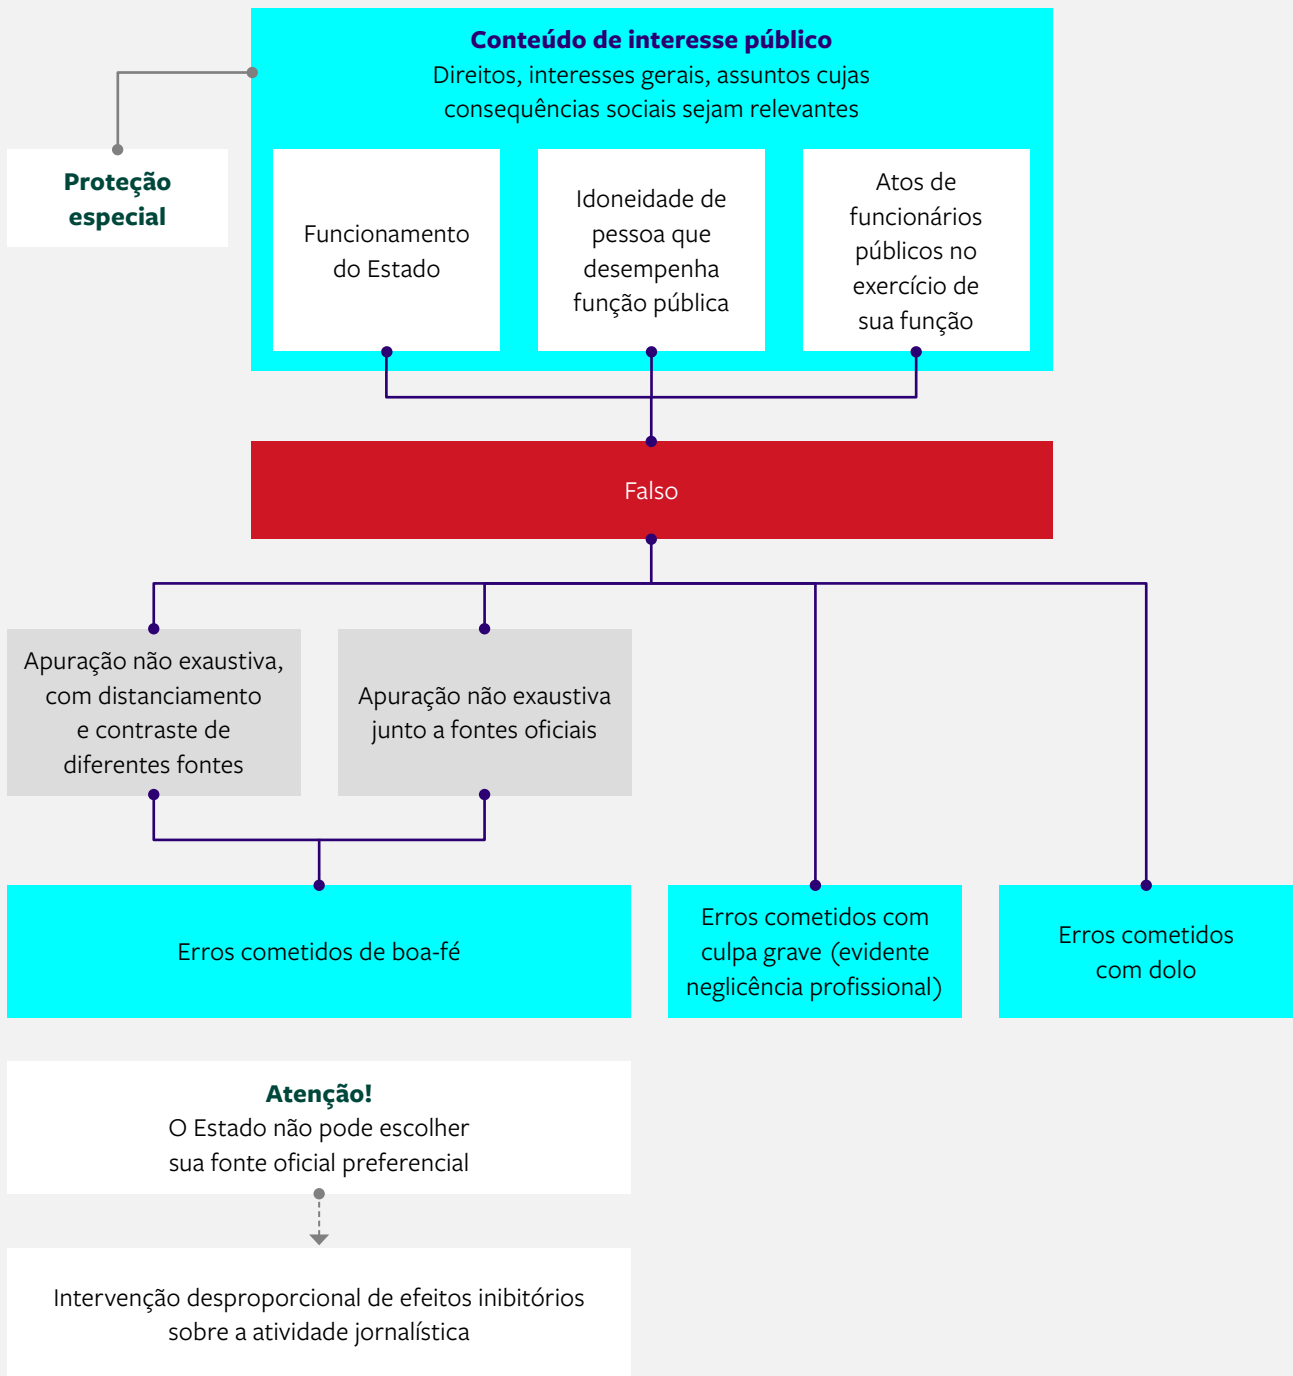 Conteúdo de interesse público
Direitos, interesses gerais, assuntos cujas
consequências sociais sejam relevantes
Proteção
especial
Funcionamento
do Estado
Idoneidade de
pessoa que
desempenha
função pública
Atos de
funcionários
públicos no
exercício de
sua função
Falso
Apuração não exaustiva,
com distanciamento
e contraste de
diferentes fontes
Apuração não exaustiva
junto a fontes oficiais
Erros cometidos de boa-fé
Erros cometidos com
culpa grave (evidente
neglicência profissional)
Erros cometidos
com dolo
Atenção!
O Estado não pode escolher
sua fonte oficial preferencial
Intervenção desproporcional de efeitos inibitórios
sobre a atividade jornalística